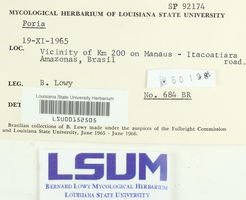 SP 92174
MYCOLOGICAL HERBARIUM OF LOUISIANA STATE UNIVERSITY
Poria
19-XI-1965
LOC. Vicinity of Km 200 on Manaus - Itacoatiara
Amazonas, Brasil road.
LEG. B. Lowy
No. 684 BR
Louisiana State University Herbarium
DET
Brazilian collections of B. Lowy made under the auspices of the Fulbright Commission
and Louisiana State University, June 1965 - June 1966.
LSUM
BERNARD LOWY MYCOLOGICAL HERBARIUM
LOUISIANA STATE UNIVERSITY